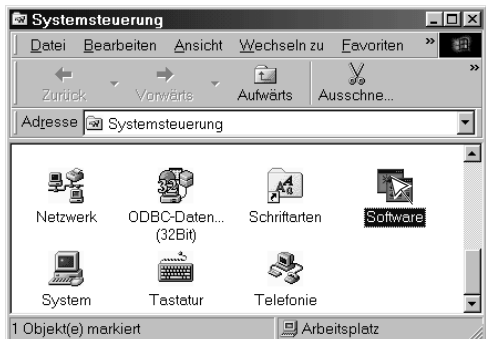 Systemsteuerung
Datei Bearbeiten Ansicht Wechseln zu Favoriten »
Zurück Vorwärts Aufwärts Ausschne... »
Adresse Systemsteuerung
Netzwerk ODBC-Daten... Schriftarten Software
(32Bit)
System Tastatur Telefonie
1 Objekt(e) markiert Arbeitsplatz